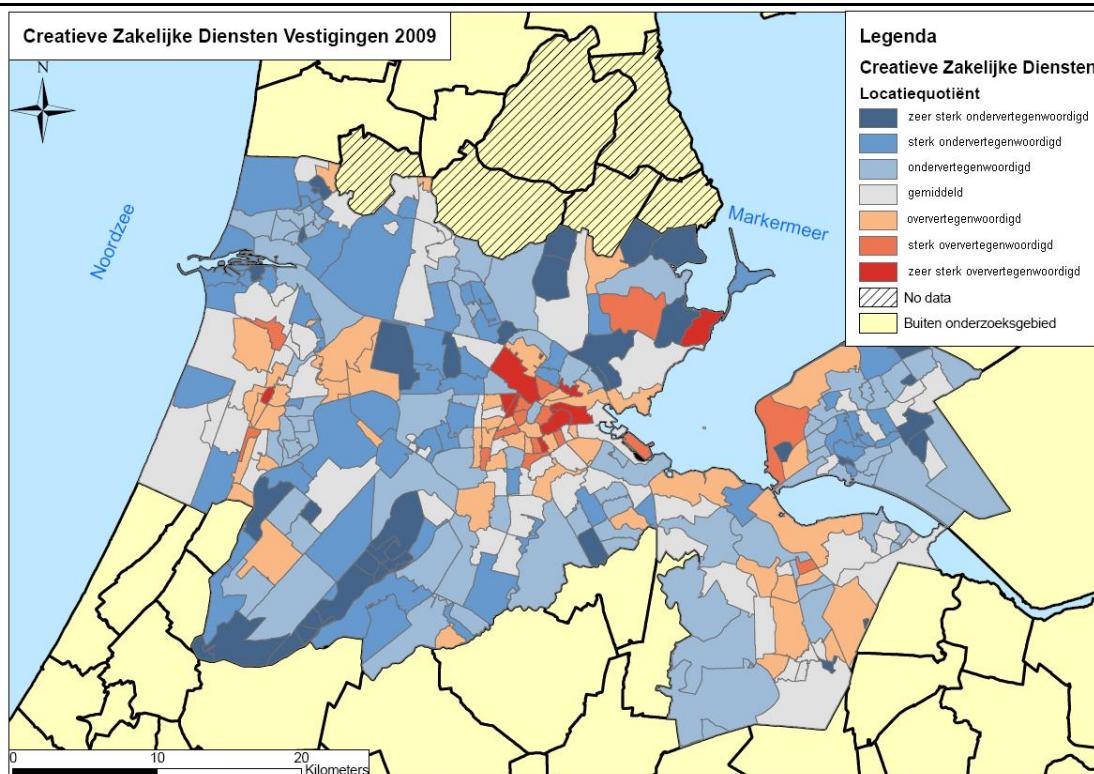 Creatieve Zakelijke Diensten Vestigingen 2009
N
Noordzee
Markermeer
Legenda
Creatieve Zakelijke Diensten
Locatiequotiënt
zeer sterk ondervertegenwoordigd
sterk ondervertegenwoordigd
ondervertegenwoordigd
gemiddeld
oververtegenwoordigd
sterk oververtegenwoordigd
zeer sterk oververtegenwoordigd
No data
Buiten onderzoeksgebied
0 10 20
Kilometers